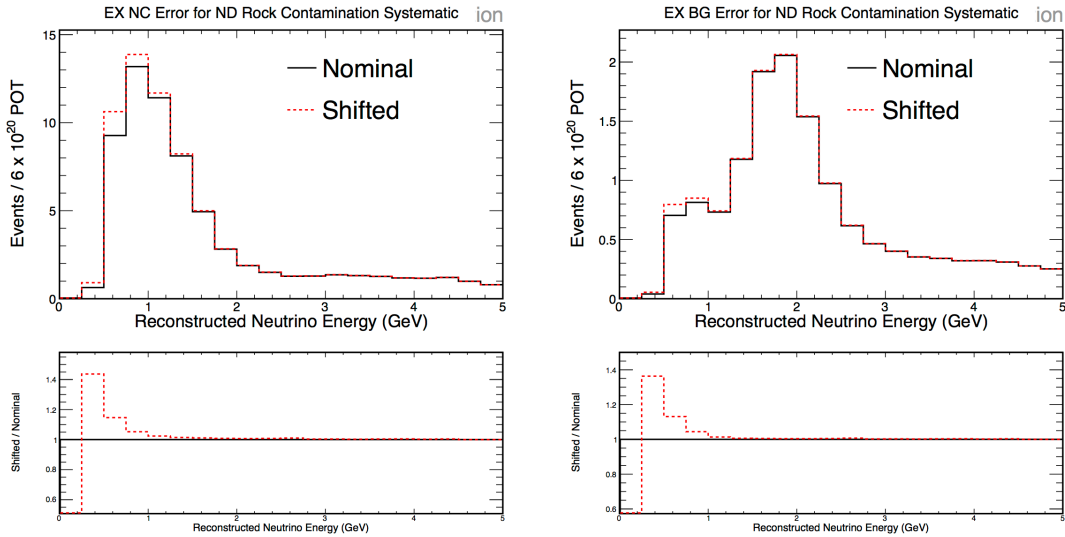 EX NC Error for ND Rock Contamination Systematic
ion
15
10
5
0
Events / 6 x 10²⁰ POT
Nominal
Shifted
0 1 2 3 4 5
Reconstructed Neutrino Energy (GeV)
1.4
1.2
1
0.8
0.6
Shifted / Nominal
0 1 2 3 4 5
Reconstructed Neutrino Energy (GeV)
EX BG Error for ND Rock Contamination Systematic
ion
2
1.5
1
0.5
0
Events / 6 x 10²⁰ POT
Nominal
Shifted
0 1 2 3 4 5
Reconstructed Neutrino Energy (GeV)
1.4
1.2
1
0.8
0.6
Shifted / Nominal
0 1 2 3 4 5
Reconstructed Neutrino Energy (GeV)